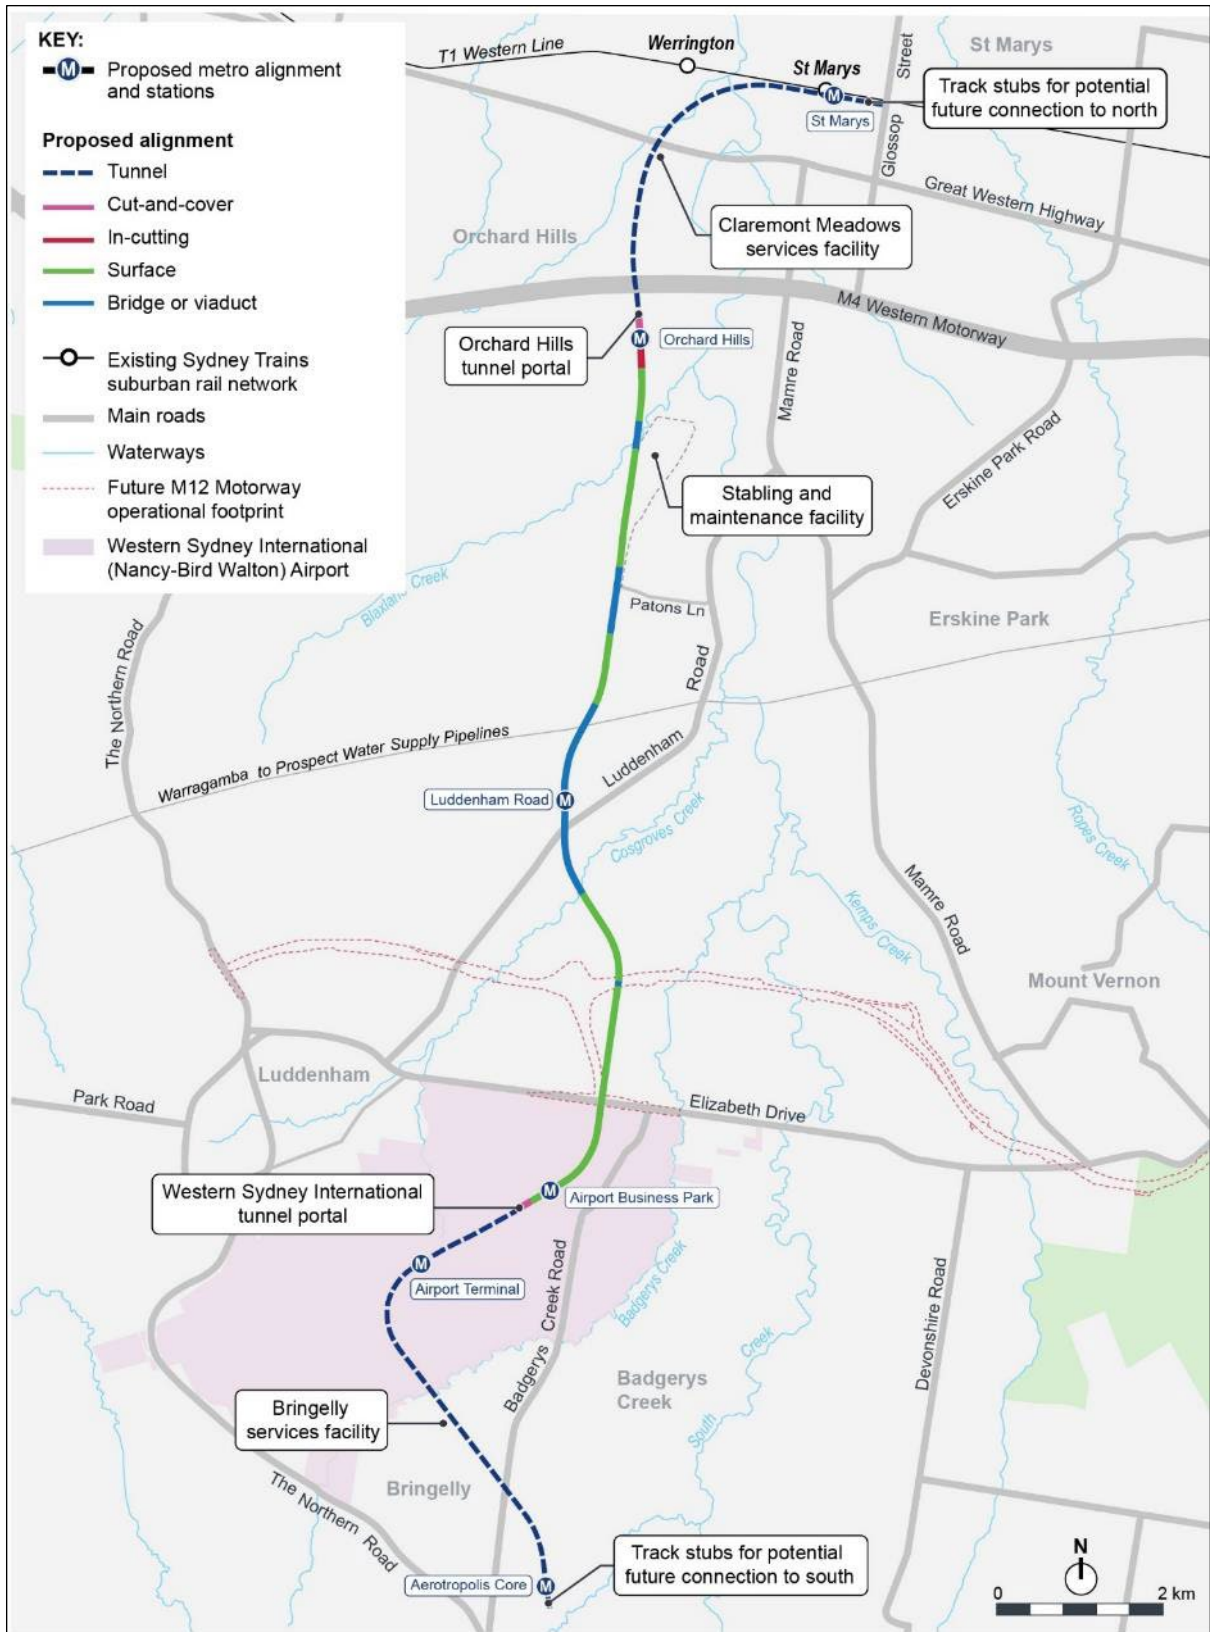 KEY:
Proposed metro alignment
and stations
Proposed alignment
Tunnel
Cut-and-cover
In-cutting
Surface
Bridge or viaduct
Existing Sydney Trains
suburban rail network
Main roads
Waterways
Future M12 Motorway
operational footprint
Western Sydney International
(Nancy-Bird Walton) Airport
T1 Western Line
Werrington
St Marys
Street
St Marys
M
St Marys
Track stubs for potential
future connection to north
Glossop
Great Western Highway
Claremont Meadows
services facility
Orchard Hills
M4 Western Motorway
Orchard Hills
tunnel portal
M
Orchard Hills
Mamre Road
Erskine Park Road
Stabling and
maintenance facility
Blaxland Creek
Patons Ln
Erskine Park
The Northern Road
Road
Luddenham
Warragamba to Prospect Water Supply Pipelines
Luddenham Road
M
Cosgroves Creek
Ropes Creek
Kemps Creek
Mamre Road
Mount Vernon
Luddenham
Park Road
Elizabeth Drive
Western Sydney International
tunnel portal
M
Airport Business Park
M
Airport Terminal
Badgerys Creek Road
Badgerys Creek
Devonshire Road
Badgerys
Creek
South Creek
Bringelly
services facility
Bringelly
The Northern Road
Aerotropolis Core
M
Track stubs for potential
future connection to south
N
0 2 km